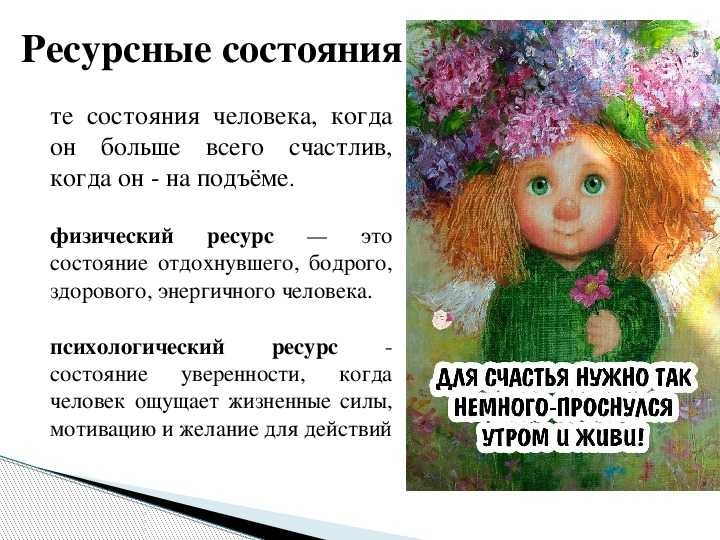 Ресурсные состояния
те состояния человека, когда
он больше всего счастлив,
когда он - на подъёме.
физический ресурс — это
состояние отдохнувшего, бодрого,
здорового, энергичного человека.
психологический ресурс -
состояние уверенности, когда
человек ощущает жизненные силы,
мотивацию и желание для действий
ДЛЯ СЧАСТЬЯ НУЖНО ТАК
НЕМНОГО-ПРОСНУЛСЯ
УТРОМ И ЖИВИ!